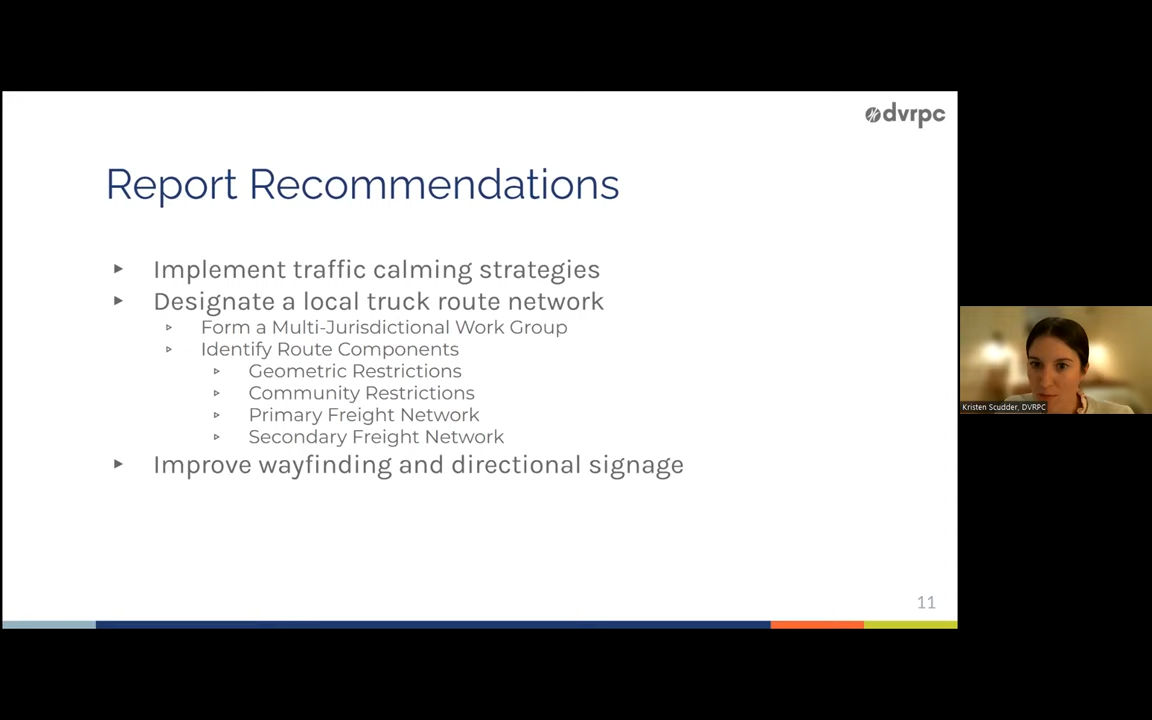 dvrpc
Report Recommendations
Implement traffic calming strategies
Designate a local truck route network
Form a Multi-Jurisdictional Work Group
Identify Route Components
Geometric Restrictions
Community Restrictions
Primary Freight Network
Secondary Freight Network
Improve wayfinding and directional signage
11
Kristen Scudder, DVRPC